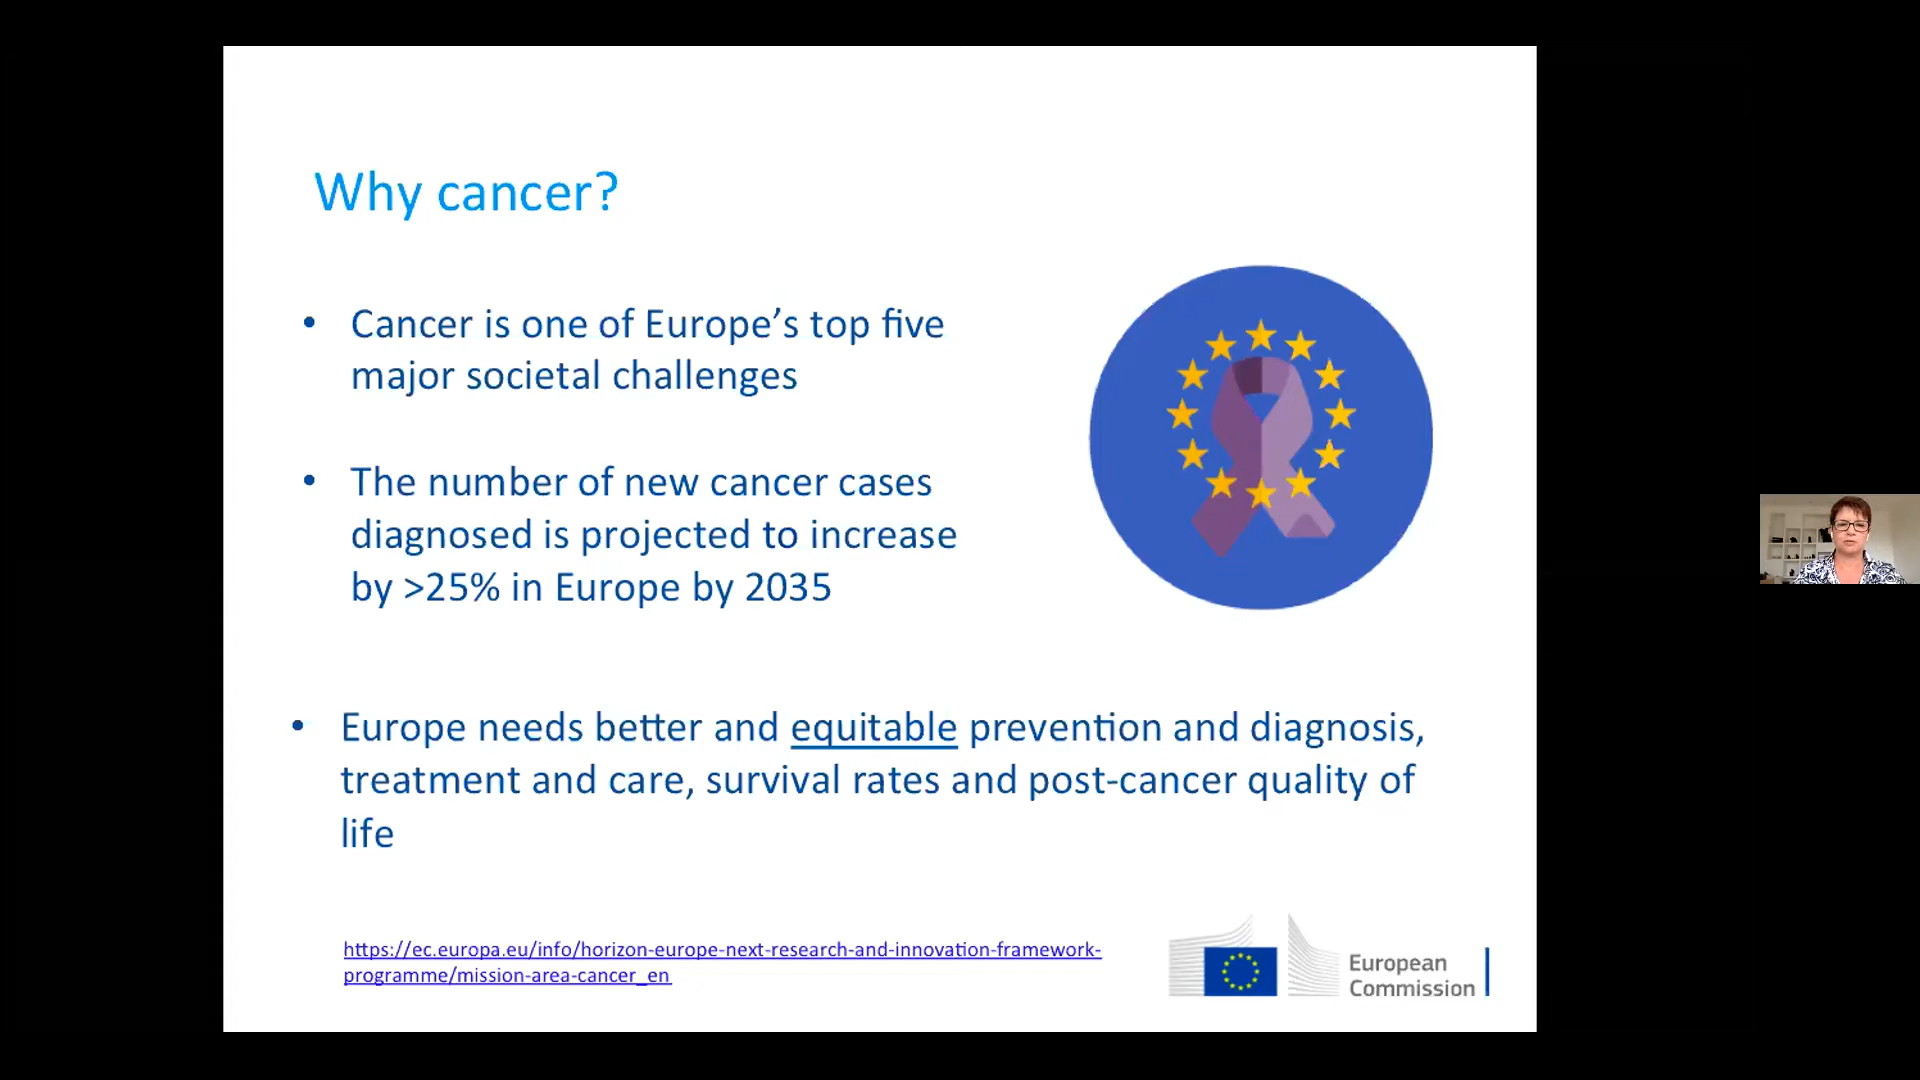 Why cancer?
• Cancer is one of Europe’s top five
major societal challenges
• The number of new cancer cases
diagnosed is projected to increase
by >25% in Europe by 2035
• Europe needs better and equitable prevention and diagnosis,
treatment and care, survival rates and post-cancer quality of
life
https://ec.europa.eu/info/horizon-europe-next-research-and-innovation-framework-
programme/mission-area-cancer_en
European
Commission